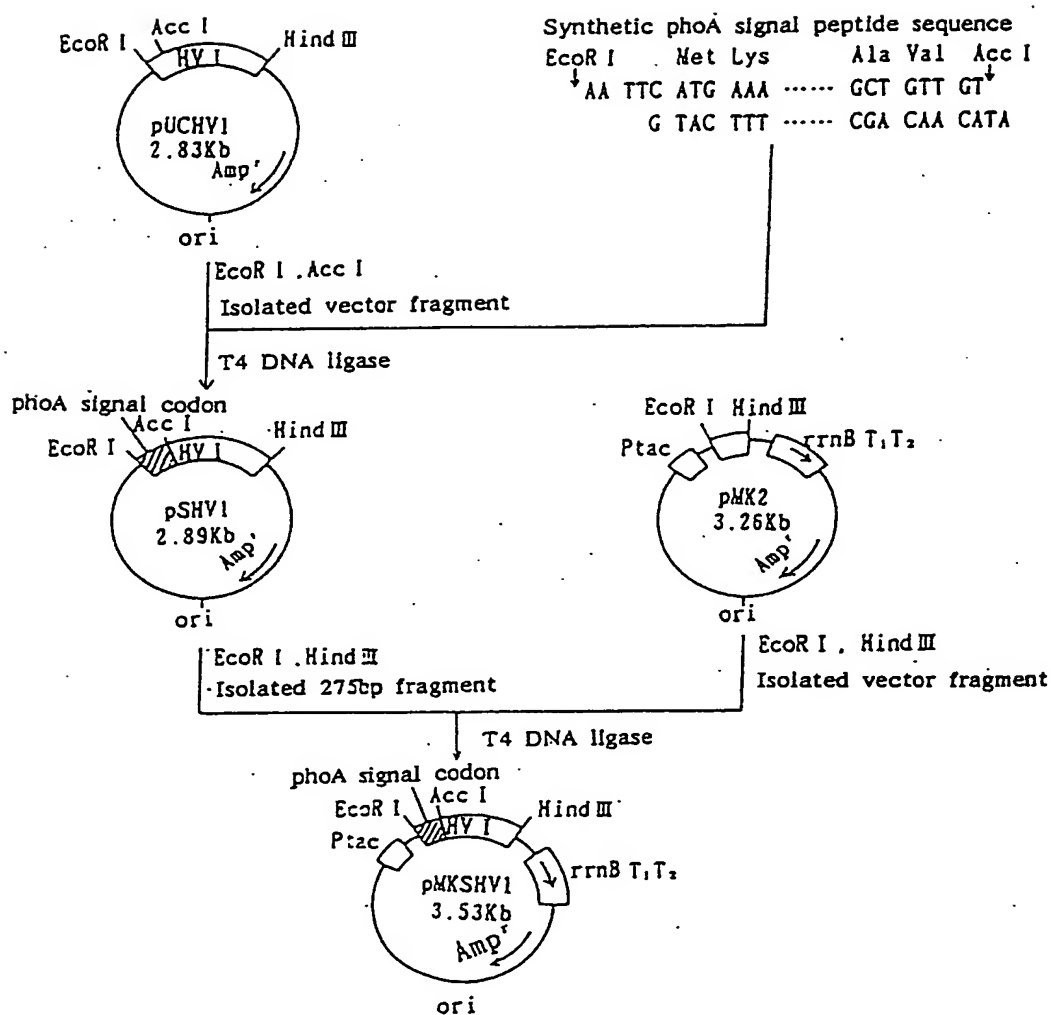 Acc I
EcoR I
Hind III
HV I
pUCHV1
2.83Kb
Amp^r
ori
Synthetic phoA signal peptide sequence
EcoR I Met Lys Ala Val Acc I
AA TTC ATG AAA ······ GCT GTT GT
G TAC TTT ······ CGA CAA CATA
EcoR I . Acc I
Isolated vector fragment
T4 DNA ligase
phoA signal codon
Acc I
EcoR I
Hind III
HV I
pSHV1
2.89Kb
Amp^r
ori
EcoR I Hind III
Ptac
rrnB T₁T₂
pMK2
3.26Kb
Amp^r
ori
EcoR I . Hind III
Isolated 275bp fragment
EcoR I . Hind III
Isolated vector fragment
T4 DNA ligase
phoA signal codon
Acc I
EcoR I
Hind III
Ptac
HV I
rrnB T₁T₂
pMKSHV1
3.53Kb
Amp^r
ori